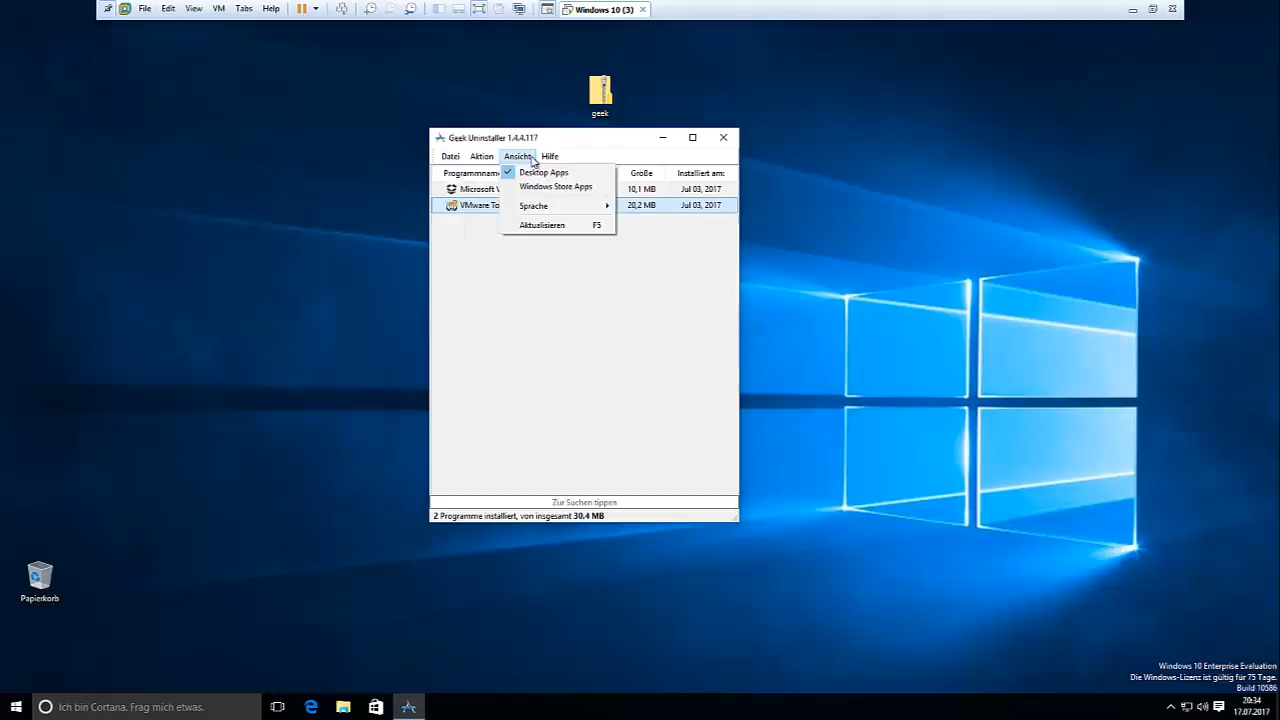 File Edit View VM Tabs Help
Windows 10 (3)
geek
Geek Uninstaller 1.4.4.117
Datei Aktion Ansicht Hilfe
Programmname Größe Installiert am:
Desktop Apps
Microsoft V 10,1 MB Jul 03, 2017
Windows Store Apps
VMware To 20,2 MB Jul 03, 2017
Sprache
Aktualisieren F5
Zur Suchen tippen
2 Programme installiert, von insgesamt 30.4 MB
Papierkorb
Windows 10 Enterprise Evaluation
Die Windows-Lizenz ist gültig für 75 Tage.
Build 10586
Ich bin Cortana. Frag mich etwas.
20:34
17.07.2017